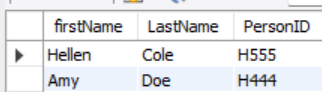 firstName LastName PersonID
Hellen Cole H555
Amy Doe H444